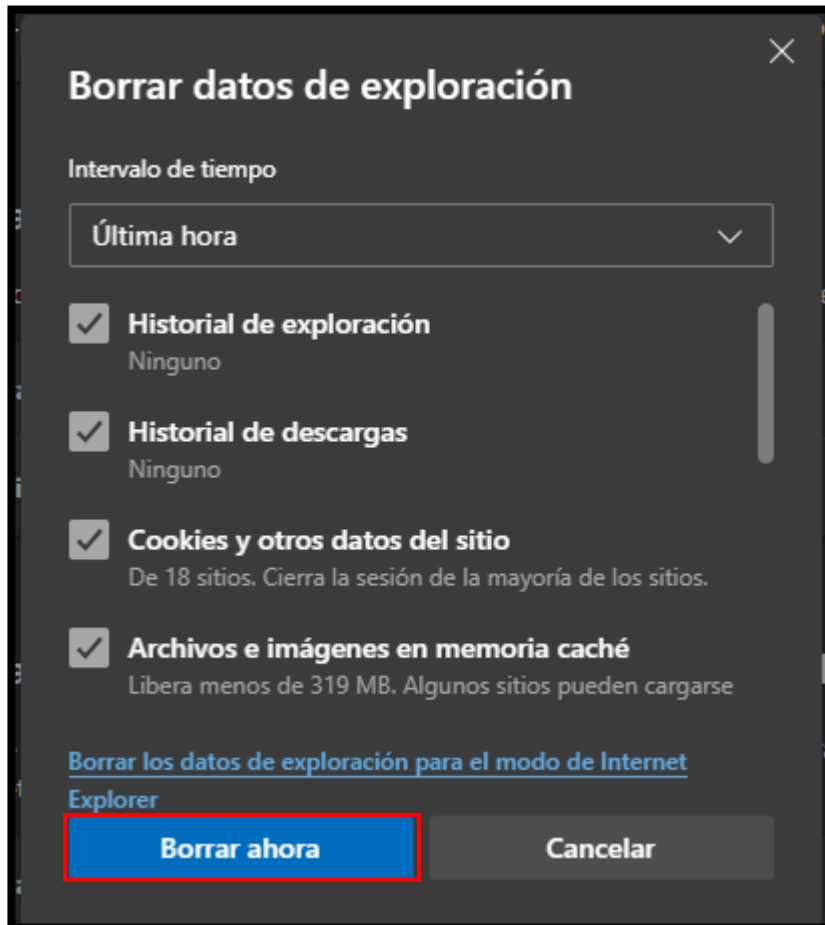 Borrar datos de exploración
Intervalo de tiempo
Última hora
Historial de exploración
Ninguno
Historial de descargas
Ninguno
Cookies y otros datos del sitio
De 18 sitios. Cierra la sesión de la mayoría de los sitios.
Archivos e imágenes en memoria caché
Libera menos de 319 MB. Algunos sitios pueden cargarse
Borrar los datos de exploración para el modo de Internet
Explorer
Borrar ahora
Cancelar